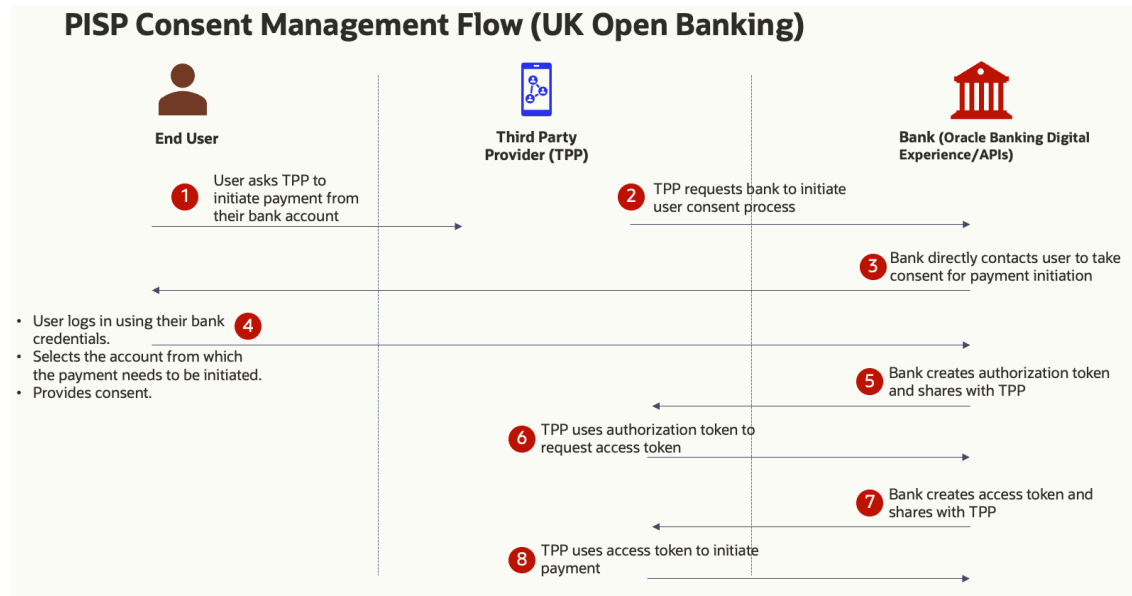 PISP Consent Management Flow (UK Open Banking)
End User
Third Party
Provider (TPP)
Bank (Oracle Banking Digital
Experience/APIs)
1
User asks TPP to
initiate payment from
their bank account
2
TPP requests bank to initiate
user consent process
3
Bank directly contacts user to take
consent for payment initiation
• User logs in using their bank
credentials.
4
• Selects the account from which
the payment needs to be initiated.
• Provides consent.
5
Bank creates authorization token
and shares with TPP
6
TPP uses authorization token to
request access token
7
Bank creates access token and
shares with TPP
8
TPP uses access token to initiate
payment